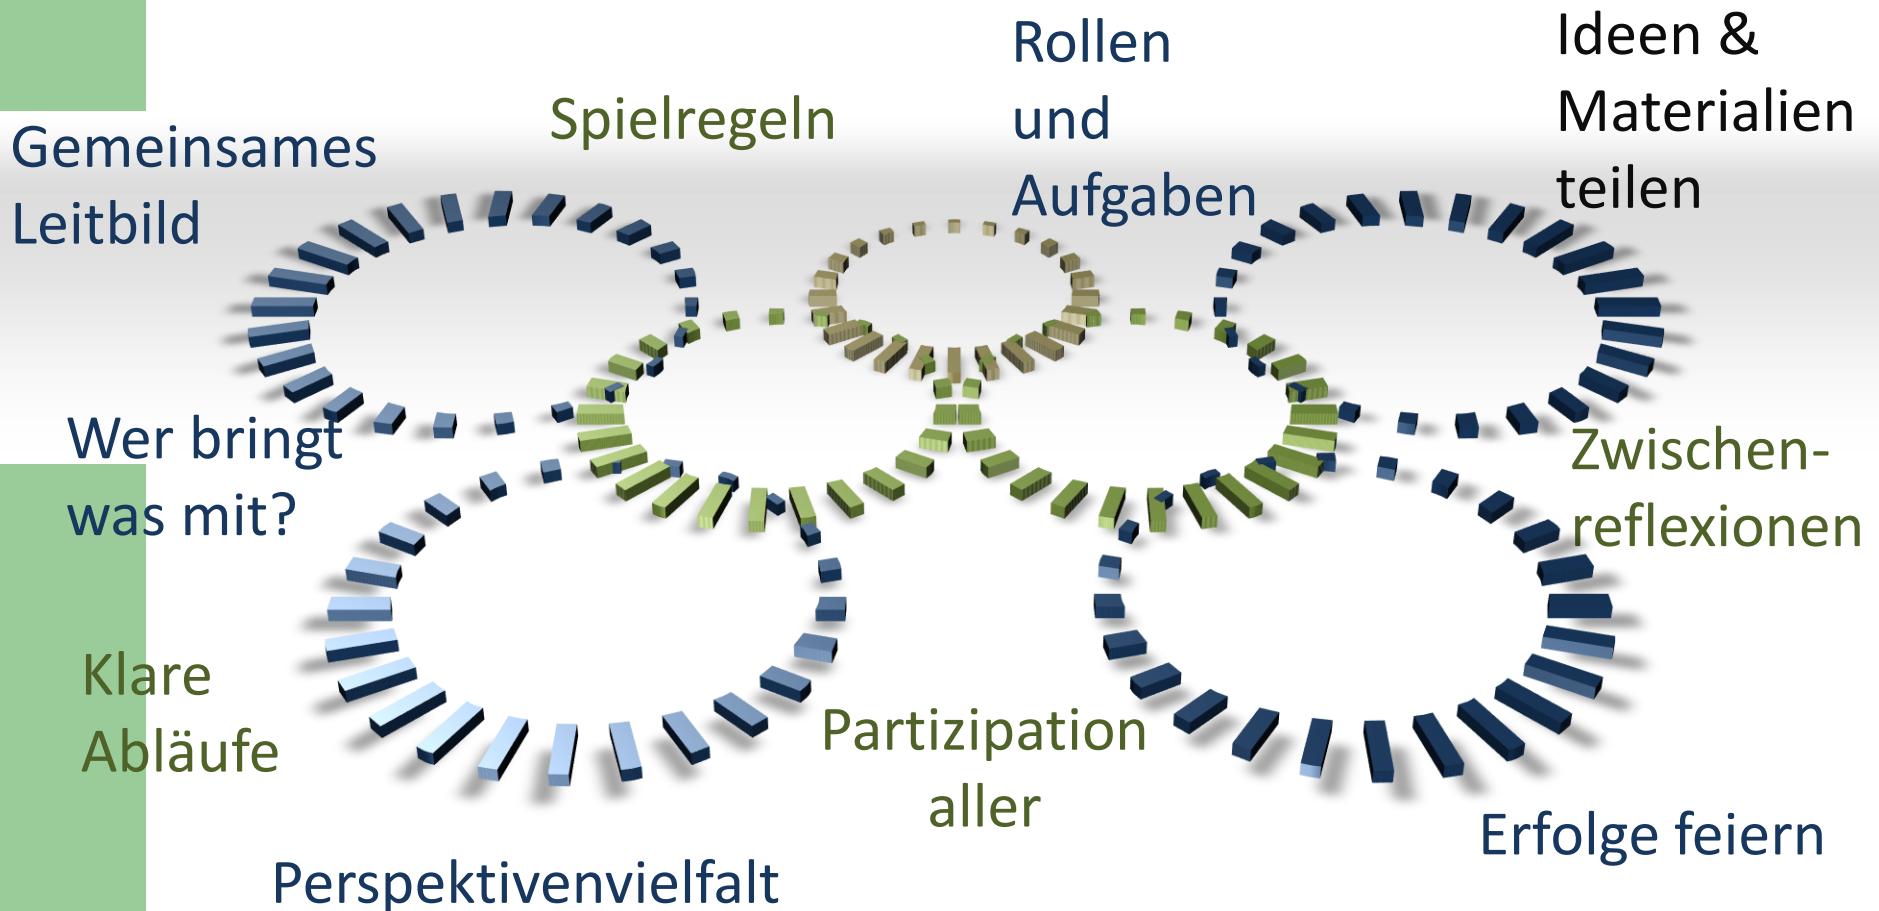 Gemeinsames
Leitbild
Spielregeln
Rollen
und
Aufgaben
Ideen &
Materialien
teilen
Wer bringt
was mit?
Zwischen-
reflexionen
Klare
Abläufe
Partizipation
aller
Erfolge feiern
Perspektivenvielfalt